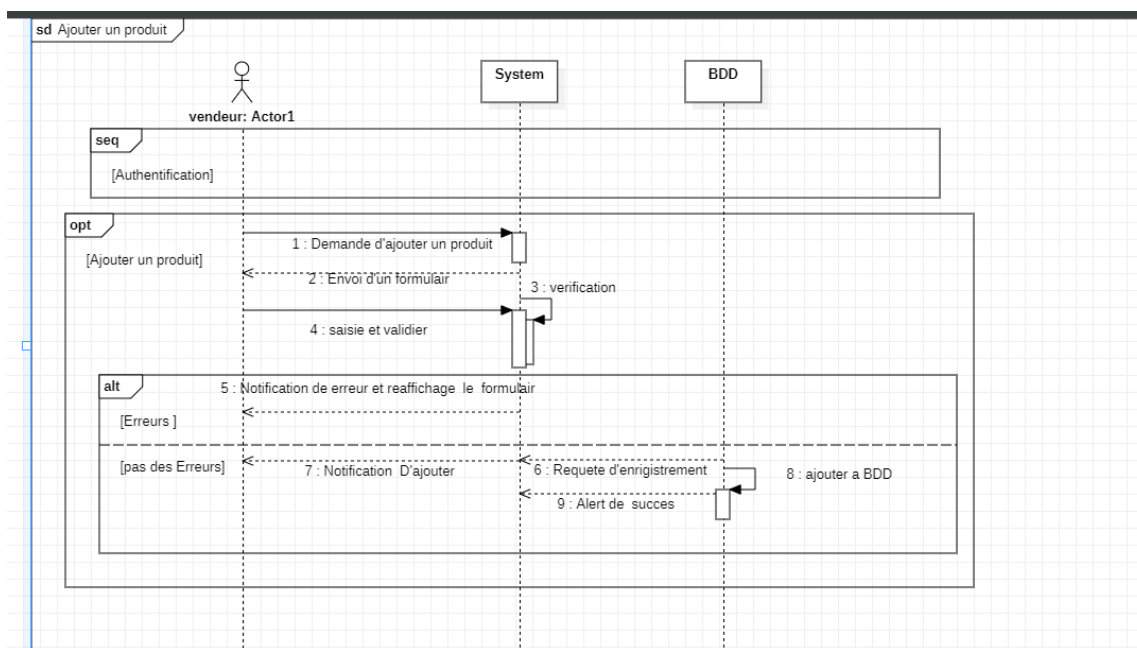 sd Ajouter un produit
System
BDD
vendeur: Actor1
seq
[Authentification]
opt
1 : Demande d'ajouter un produit
[Ajouter un produit]
2 : Envoi d'un formulair
3 : verification
4 : saisie et validier
alt
5 : Notification de erreur et reaffichage le formulair
[Erreurs ]
[pas des Erreurs]
7 : Notification D'ajouter
6 : Requete d'enrigistrement
8 : ajouter a BDD
9 : Alert de succes